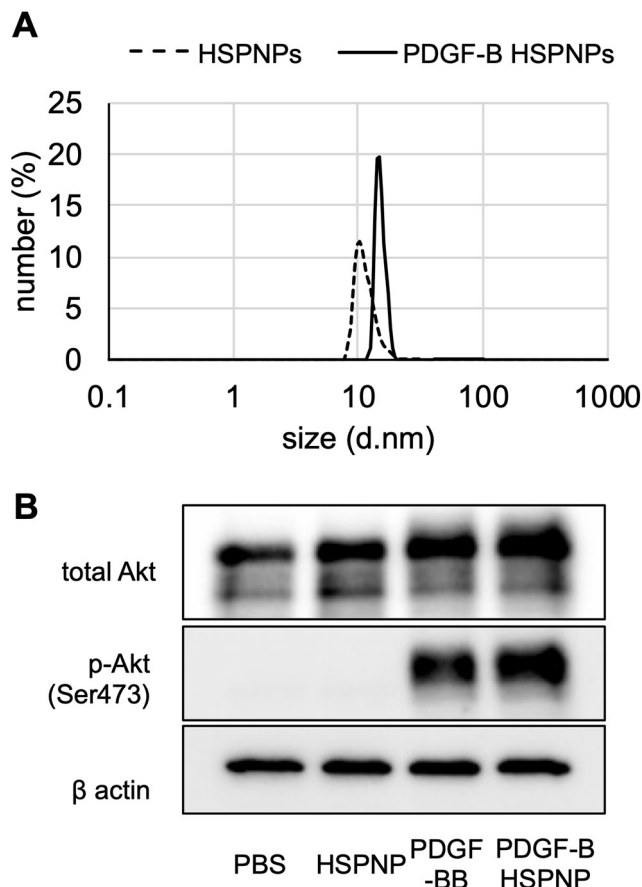 A
HSPNPs PDGF-B HSPNPs
25
20
15
10
5
0
number (%)
0.1 1 10 100 1000
size (d.nm)
B
total Akt
p-Akt
(Ser473)
β actin
PBS HSPNP PDGF
-BB PDGF-B
HSPNP